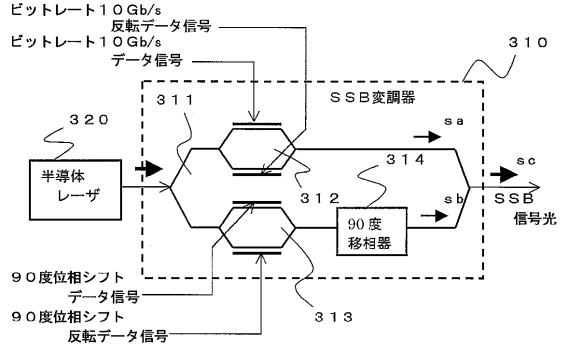 ビットレート１０Gb/s
反転データ信号
ビットレート１０Gb/s
データ信号
３１０
３１１
ＳＳＢ変調器
３２０
ｓａ
３１４
ｓｃ
半導体
レーザ
３１２
ｓｂ
ＳＳＢ
信号光
90度
移相器
９０度位相シフト
データ信号
３１３
９０度位相シフト
反転データ信号